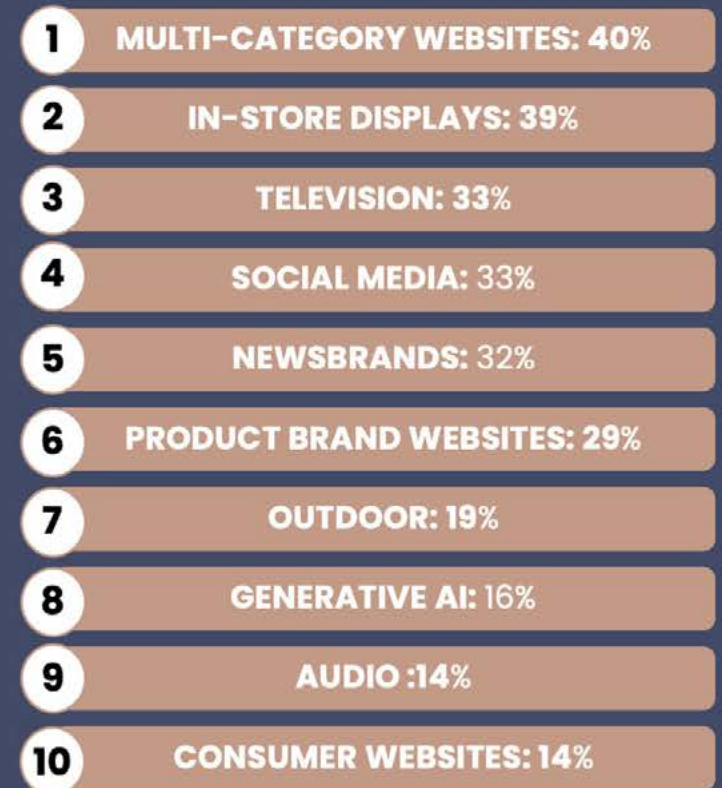 1 MULTI-CATEGORY WEBSITES: 40%
2 IN-STORE DISPLAYS: 39%
3 TELEVISION: 33%
4 SOCIAL MEDIA: 33%
5 NEWSBRANDS: 32%
6 PRODUCT BRAND WEBSITES: 29%
7 OUTDOOR: 19%
8 GENERATIVE AI: 16%
9 AUDIO :14%
10 CONSUMER WEBSITES: 14%